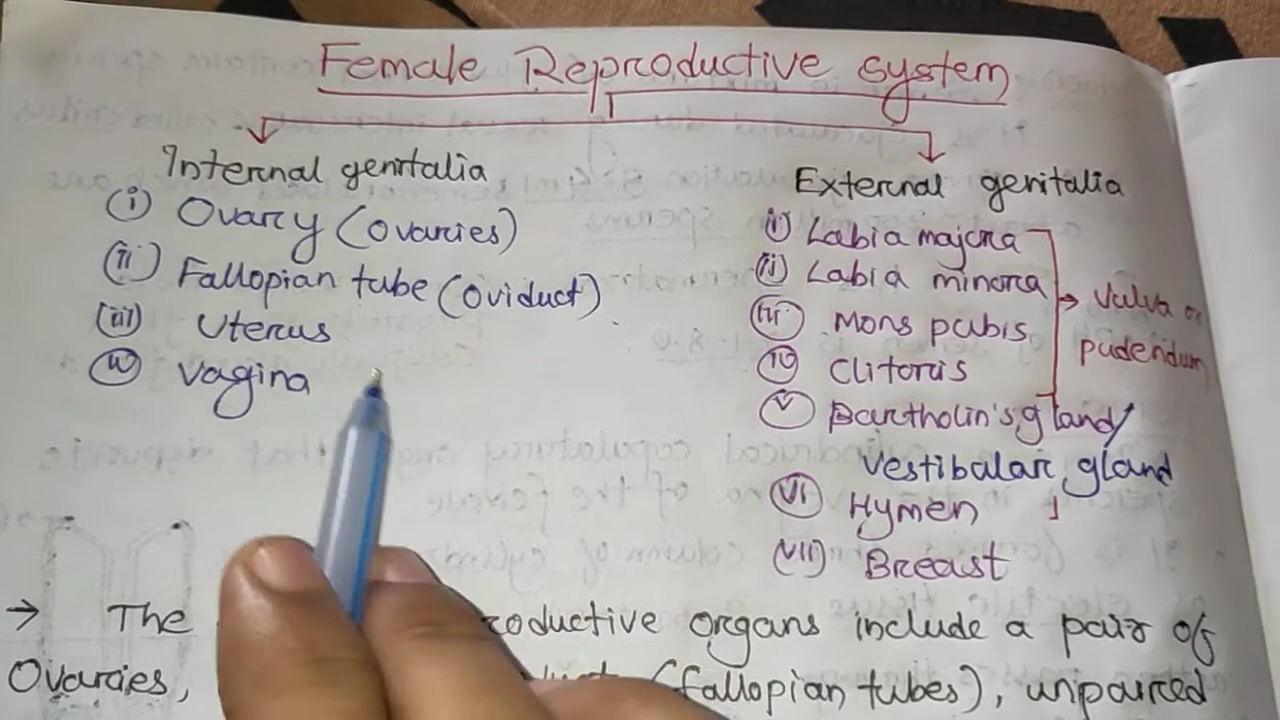 Female Reproductive system
Internal genitalia
(i) Ovary (Ovaries)
(ii) Fallopian tube (Oviduct)
(iii) Uterus
(iv) Vagina
External genitalia
(i) Labia majora
(ii) Labia minora
(iii) Mons pubis
(iv) Clitoris
(v) Bartholin's gland/
vestibular gland
(vi) Hymen
(vii) Breast
Vulva or
pudendum
→ The roductive organs include a pair of
Ovaries, (fallopian tubes), unpaired